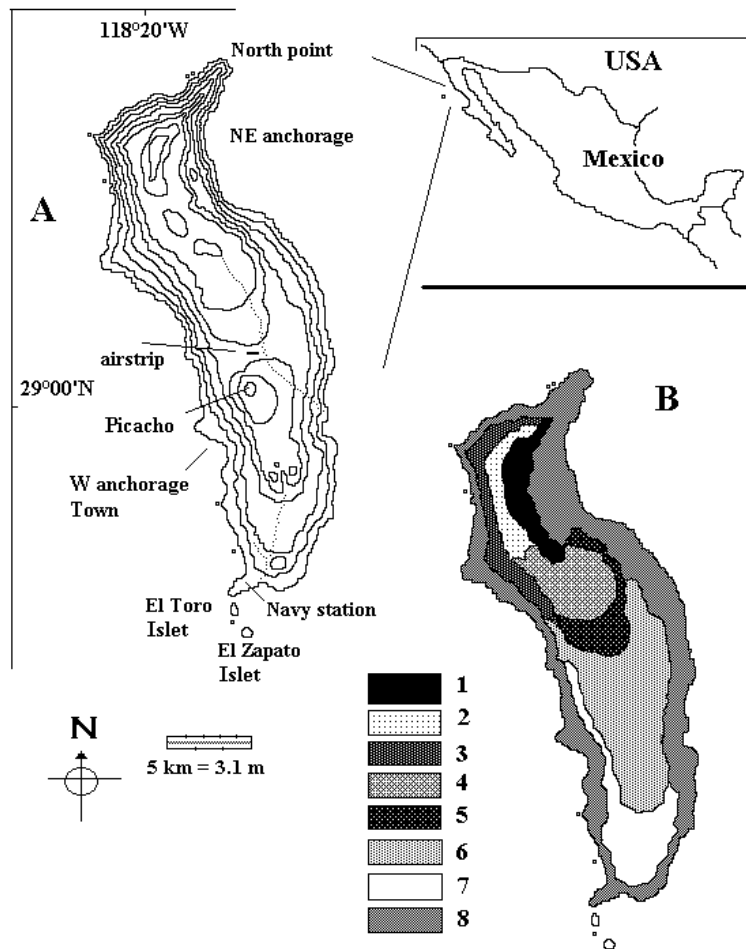 118°20'W
North point
USA
NE anchorage
Mexico
A
airstrip
29°00'N
Picacho
B
W anchorage
Town
El Toro
Islet
Navy station
El Zapato
Islet
1
N
2
3
5 km = 3.1 m
4
5
6
7
8